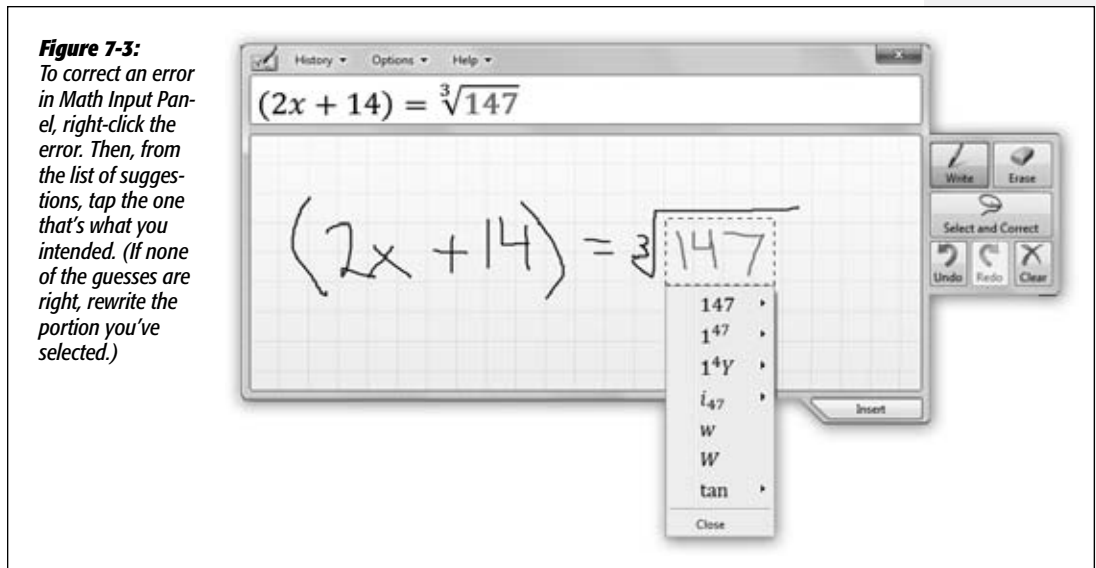 Figure 7-3:
To correct an error
in Math Input Pan-
el, right-click the
error. Then, from
the list of sugges-
tions, tap the one
that's what you
intended. (If none
of the guesses are
right, rewrite the
portion you've
selected.)
History Options Help
(2x + 14) = ∛147
(2x + 14) = ∛147
Write Erase
Select and Correct
Undo Redo Clear
147
1⁴⁷
1⁴Y
i₄₇
w
W
tan
Close
Insert